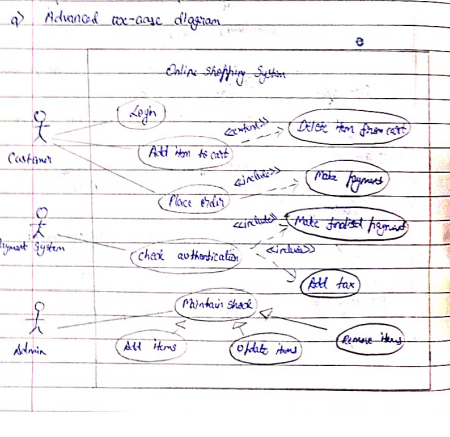 a) Advanced use-case diagram
Online Shopping System
Login
<<extend>>
Delete item from cart
Add item to cart
Customer
<<include>>
Make payment
Place order
<<include>>
Make finalised payment
Payment System
Check authentication
<<include>>
Add tax
Maintain stock
Admin
Add items
Update items
Remove items